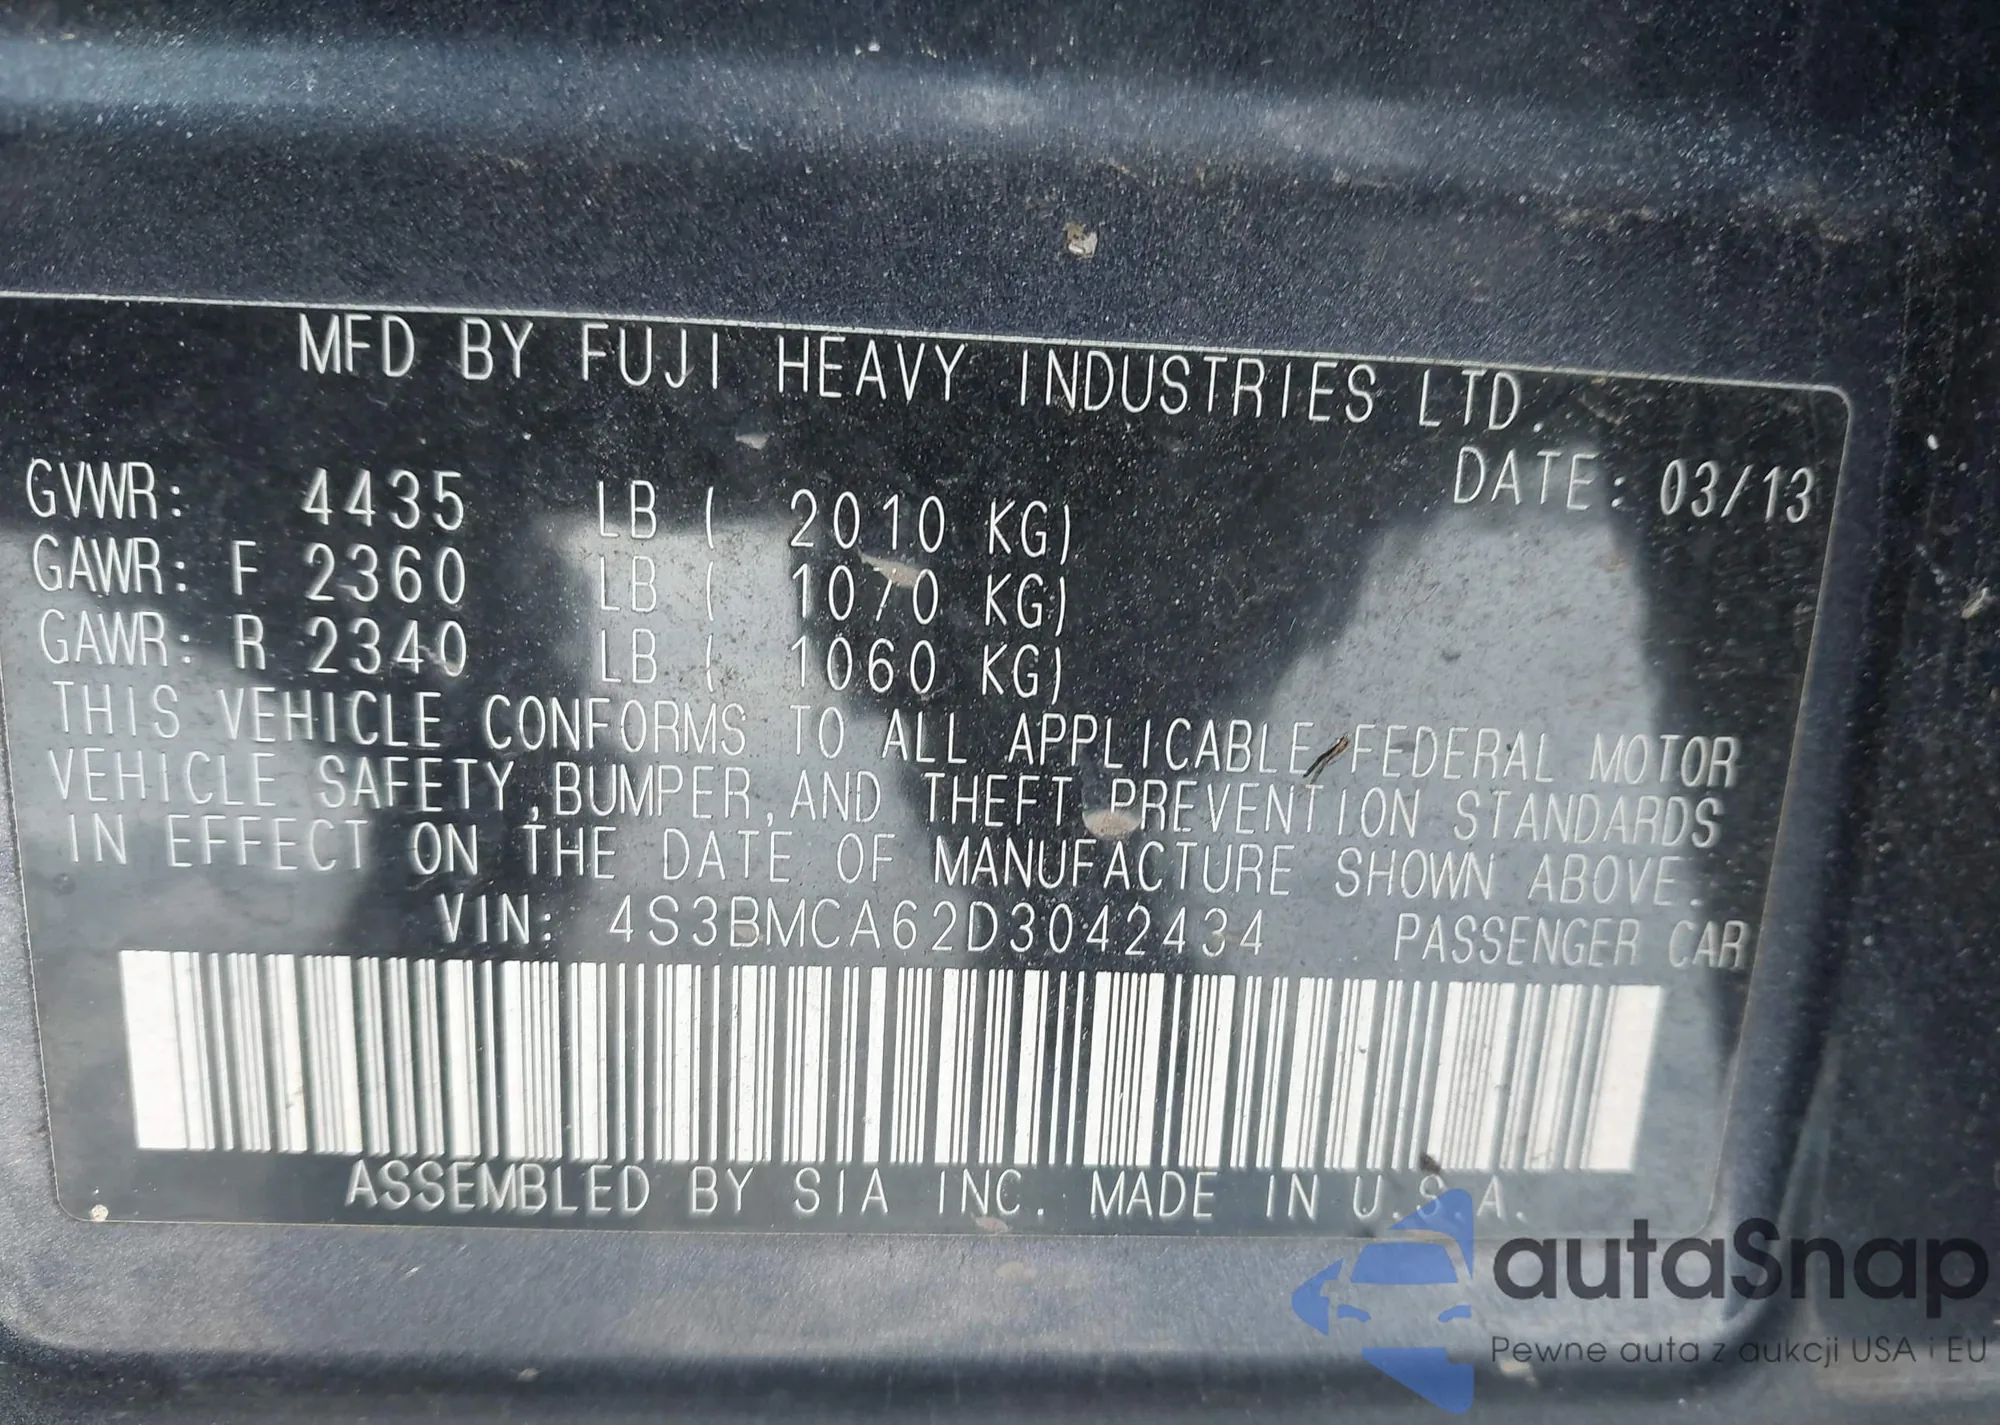 MFD BY FUJI HEAVY INDUSTRIES LTD.
DATE: 03/13
GVWR: 4435 LB ( 2010 KG)
GAWR: F 2360 LB ( 1070 KG)
GAWR: R 2340 LB ( 1060 KG)
THIS VEHICLE CONFORMS TO ALL APPLICABLE FEDERAL MOTOR
VEHICLE SAFETY,BUMPER,AND THEFT PREVENTION STANDARDS
IN EFFECT ON THE DATE OF MANUFACTURE SHOWN ABOVE.
VIN: 4S3BMCA62D3042434 PASSENGER CAR
ASSEMBLED BY SIA INC. MADE IN U.S.A.
autaSnap
Pewne auta z aukcji USA i EU